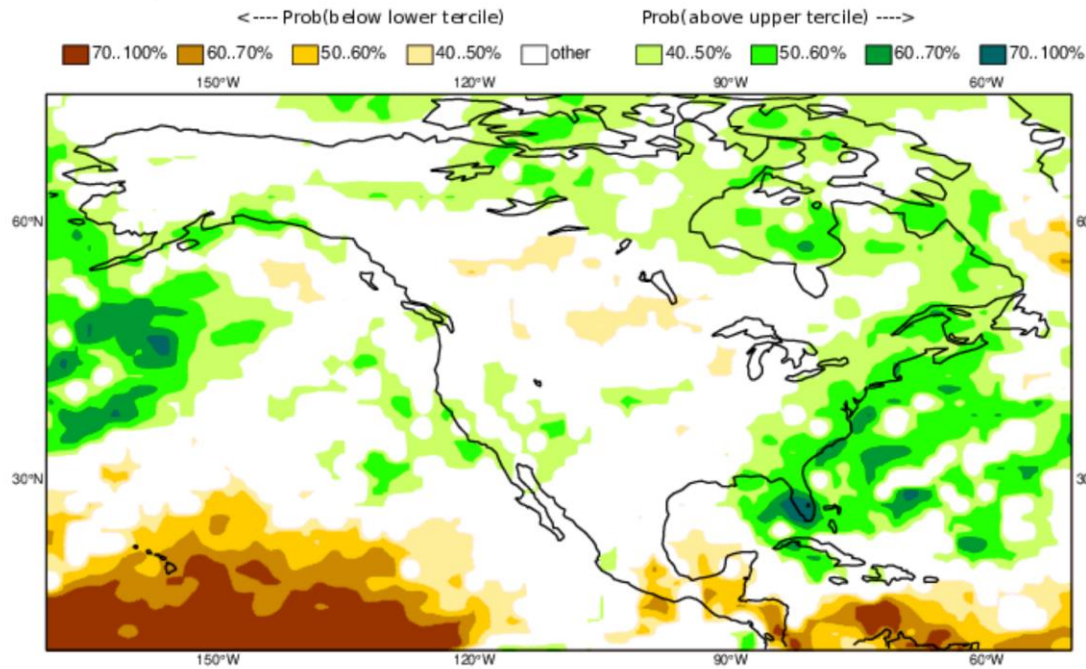 <---- Prob(below lower tercile) Prob(above upper tercile) ---->
70..100% 60..70% 50..60% 40..50% other 40..50% 50..60% 60..70% 70..100%
150°W 120°W 90°W 60°W
60°N
30°N
150°W 120°W 90°W 60°W